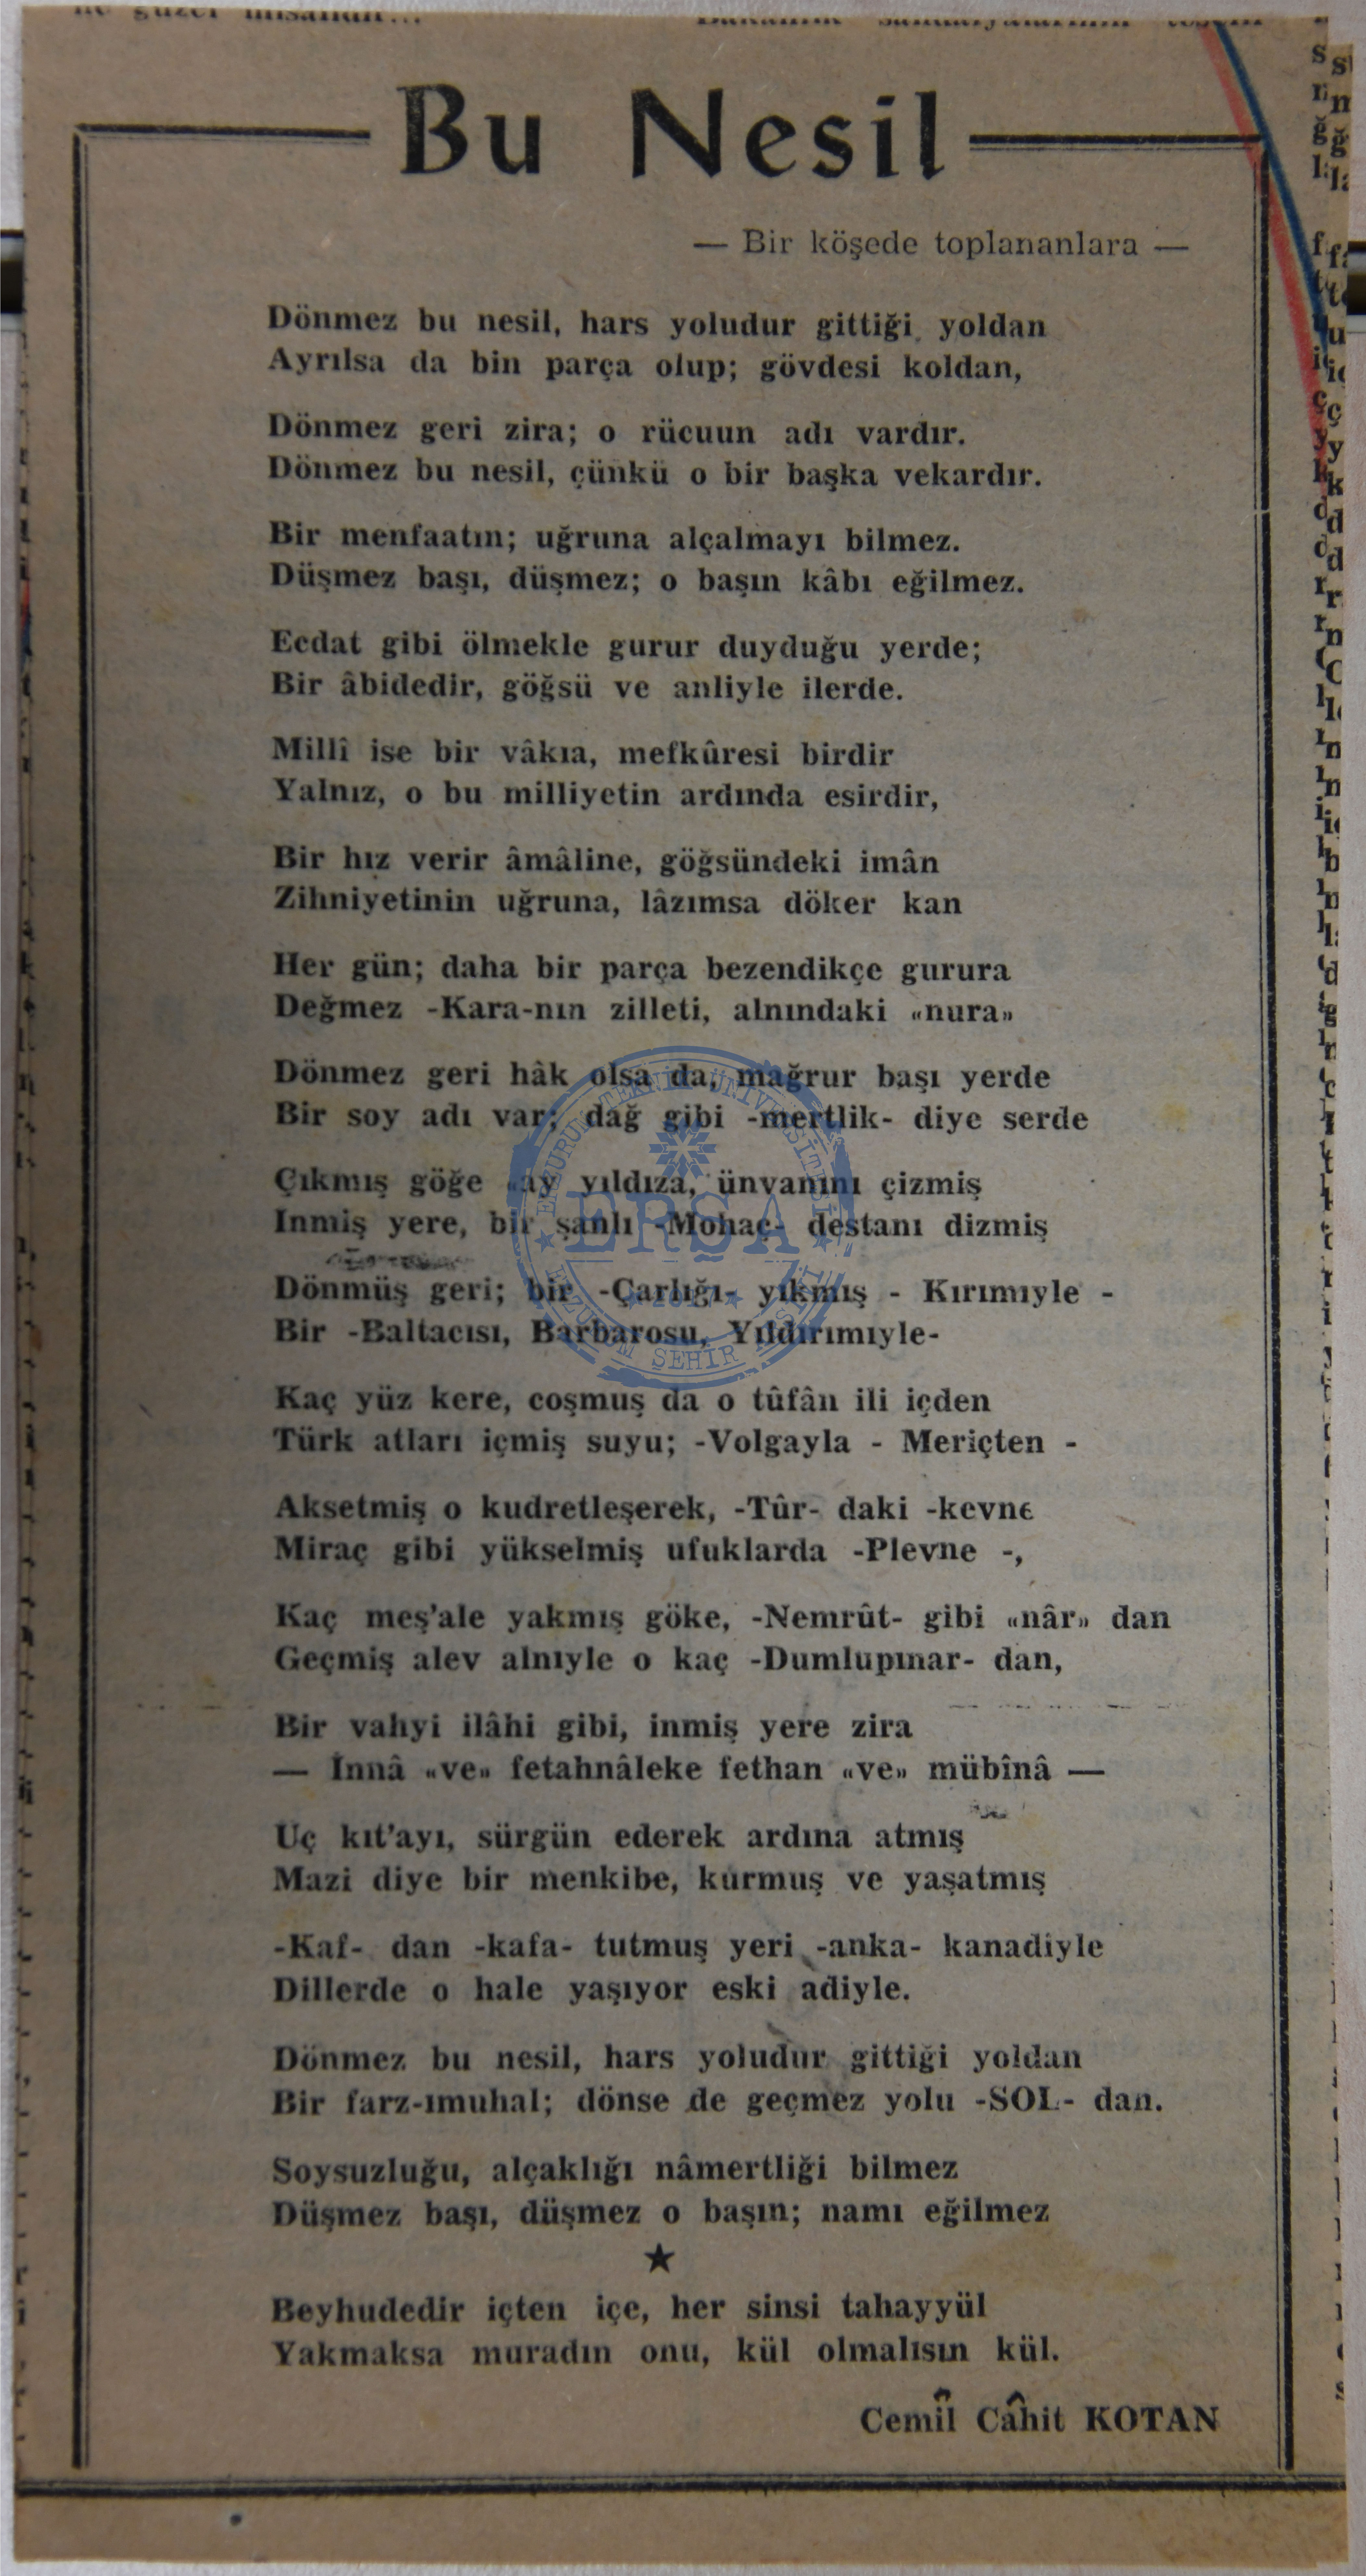 Bu Nesil
— Bir köşede toplananlara —
Dönmez bu nesil, hars yoludur gittiği yoldan
Ayrılsa da bin parça olup; gövdesi koldan,
Dönmez geri zira; o rücuun adı vardır.
Dönmez bu nesil, çünkü o bir başka vekardır.
Bir menfaatın; uğruna alçalmayı bilmez.
Düşmez başı, düşmez; o başın kâbı eğilmez.
Ecdat gibi ölmekle gurur duyduğu yerde;
Bir âbidedir, göğsü ve anliyle ilerde.
Millî ise bir vâkıa, mefkûresi birdir
Yalnız, o bu milliyetin ardında esirdir,
Bir hız verir âmâline, göğsündeki imân
Zihniyetinin uğruna, lâzımsa döker kan
Her gün; daha bir parça bezendikçe gurura
Değmez -Kara-nın zilleti, alnındaki «nura»
Dönmez geri hâk olsa da, mağrur başı yerde
Bir soy adı var; dağ gibi -mertlik- diye serde
Çıkmış göğe «ay yıldıza, ünvanını çizmiş
Inmiş yere, bir şanlı -Mohaç- destanı dizmiş
Dönmüş geri; bir -Çarlığı- yıkmış - Kırımıyle -
Bir -Baltacısı, Barbarosu, Yıldırımıyle-
Kaç yüz kere, coşmuş da o tûfân ili içden
Türk atları içmiş suyu; -Volgayla - Meriçten -
Aksetmiş o kudretleşerek, -Tûr- daki -kevne
Miraç gibi yükselmiş ufuklarda -Plevne -,
Kaç meş'ale yakmış göke, -Nemrût- gibi «nâr» dan
Geçmiş alev alnıyle o kaç -Dumlupınar- dan,
Bir vahyi ilâhi gibi, inmiş yere zira
— İnnâ «ve» fetahnâleke fethan «ve» mübînâ —
Uç kıt'ayı, sürgün ederek ardına atmış
Mazi diye bir menkibe, kurmuş ve yaşatmış
-Kaf- dan -kafa- tutmuş yeri -anka- kanadiyle
Dillerde o hale yaşıyor eski adiyle.
Dönmez bu nesil, hars yoludur gittiği yoldan
Bir farz-ımuhal; dönse de geçmez yolu -SOL- dan.
Soysuzluğu, alçaklığı nâmertliği bilmez
Düşmez başı, düşmez o başın; namı eğilmez
★
Beyhudedir içten içe, her sinsi tahayyül
Yakmaksa muradın onu, kül olmalısın kül.
Cemîl Câhit KOTAN
ERZURUM TEKNİK ÜNİVERSİTESİ
ERŞA
2017
ERZURUM ŞEHİR ARŞİVİ